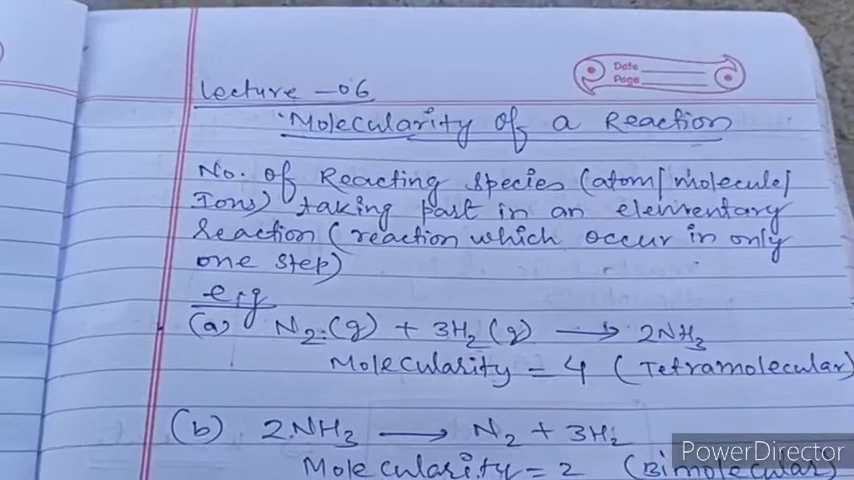 Lecture - 06
Date
Page
Molecularity of a Reaction
No. of Reacting species (atom/molecule/
Ions) taking part in an elementary
reaction (reaction which occur in only
one step)
e.g
(a) N₂(g) + 3H₂(g) → 2NH₃
Molecularity = 4 (Tetramolecular)
(b) 2NH₃ → N₂ + 3H₂
Molecularity = 2 (Bimolecular)
PowerDirector